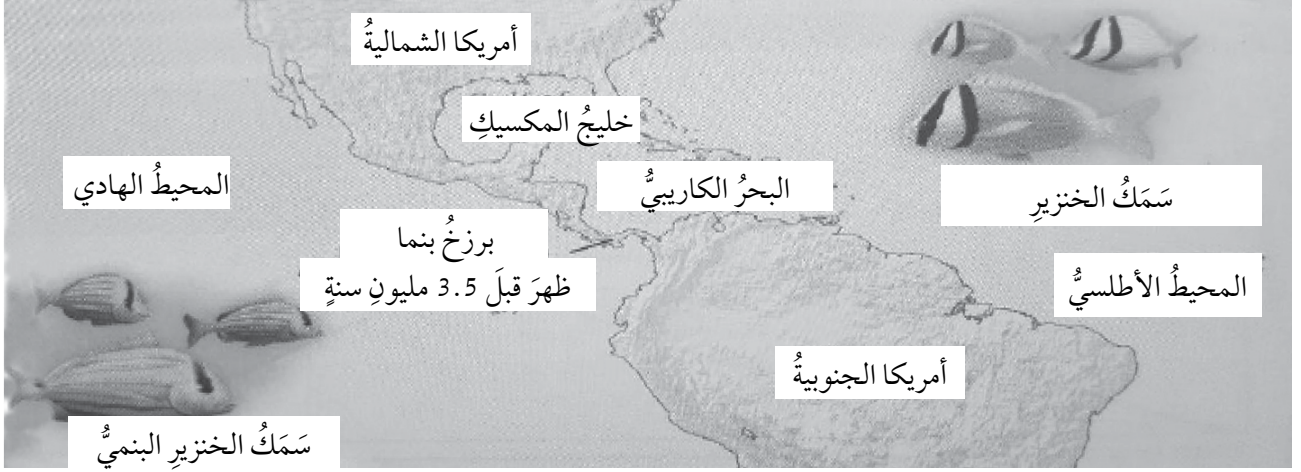 أمريكا الشماليةُ
خليجُ المكسيكِ
البحرُ الكاريبيُّ
سَمَكُ الخنزيرِ
المحيطُ الهادي
برزخُ بنما
ظهرَ قبلَ 3.5 مليونِ سنةٍ
المحيطُ الأطلسيُّ
أمريكا الجنوبيةُ
سَمَكُ الخنزيرِ البنميُّ